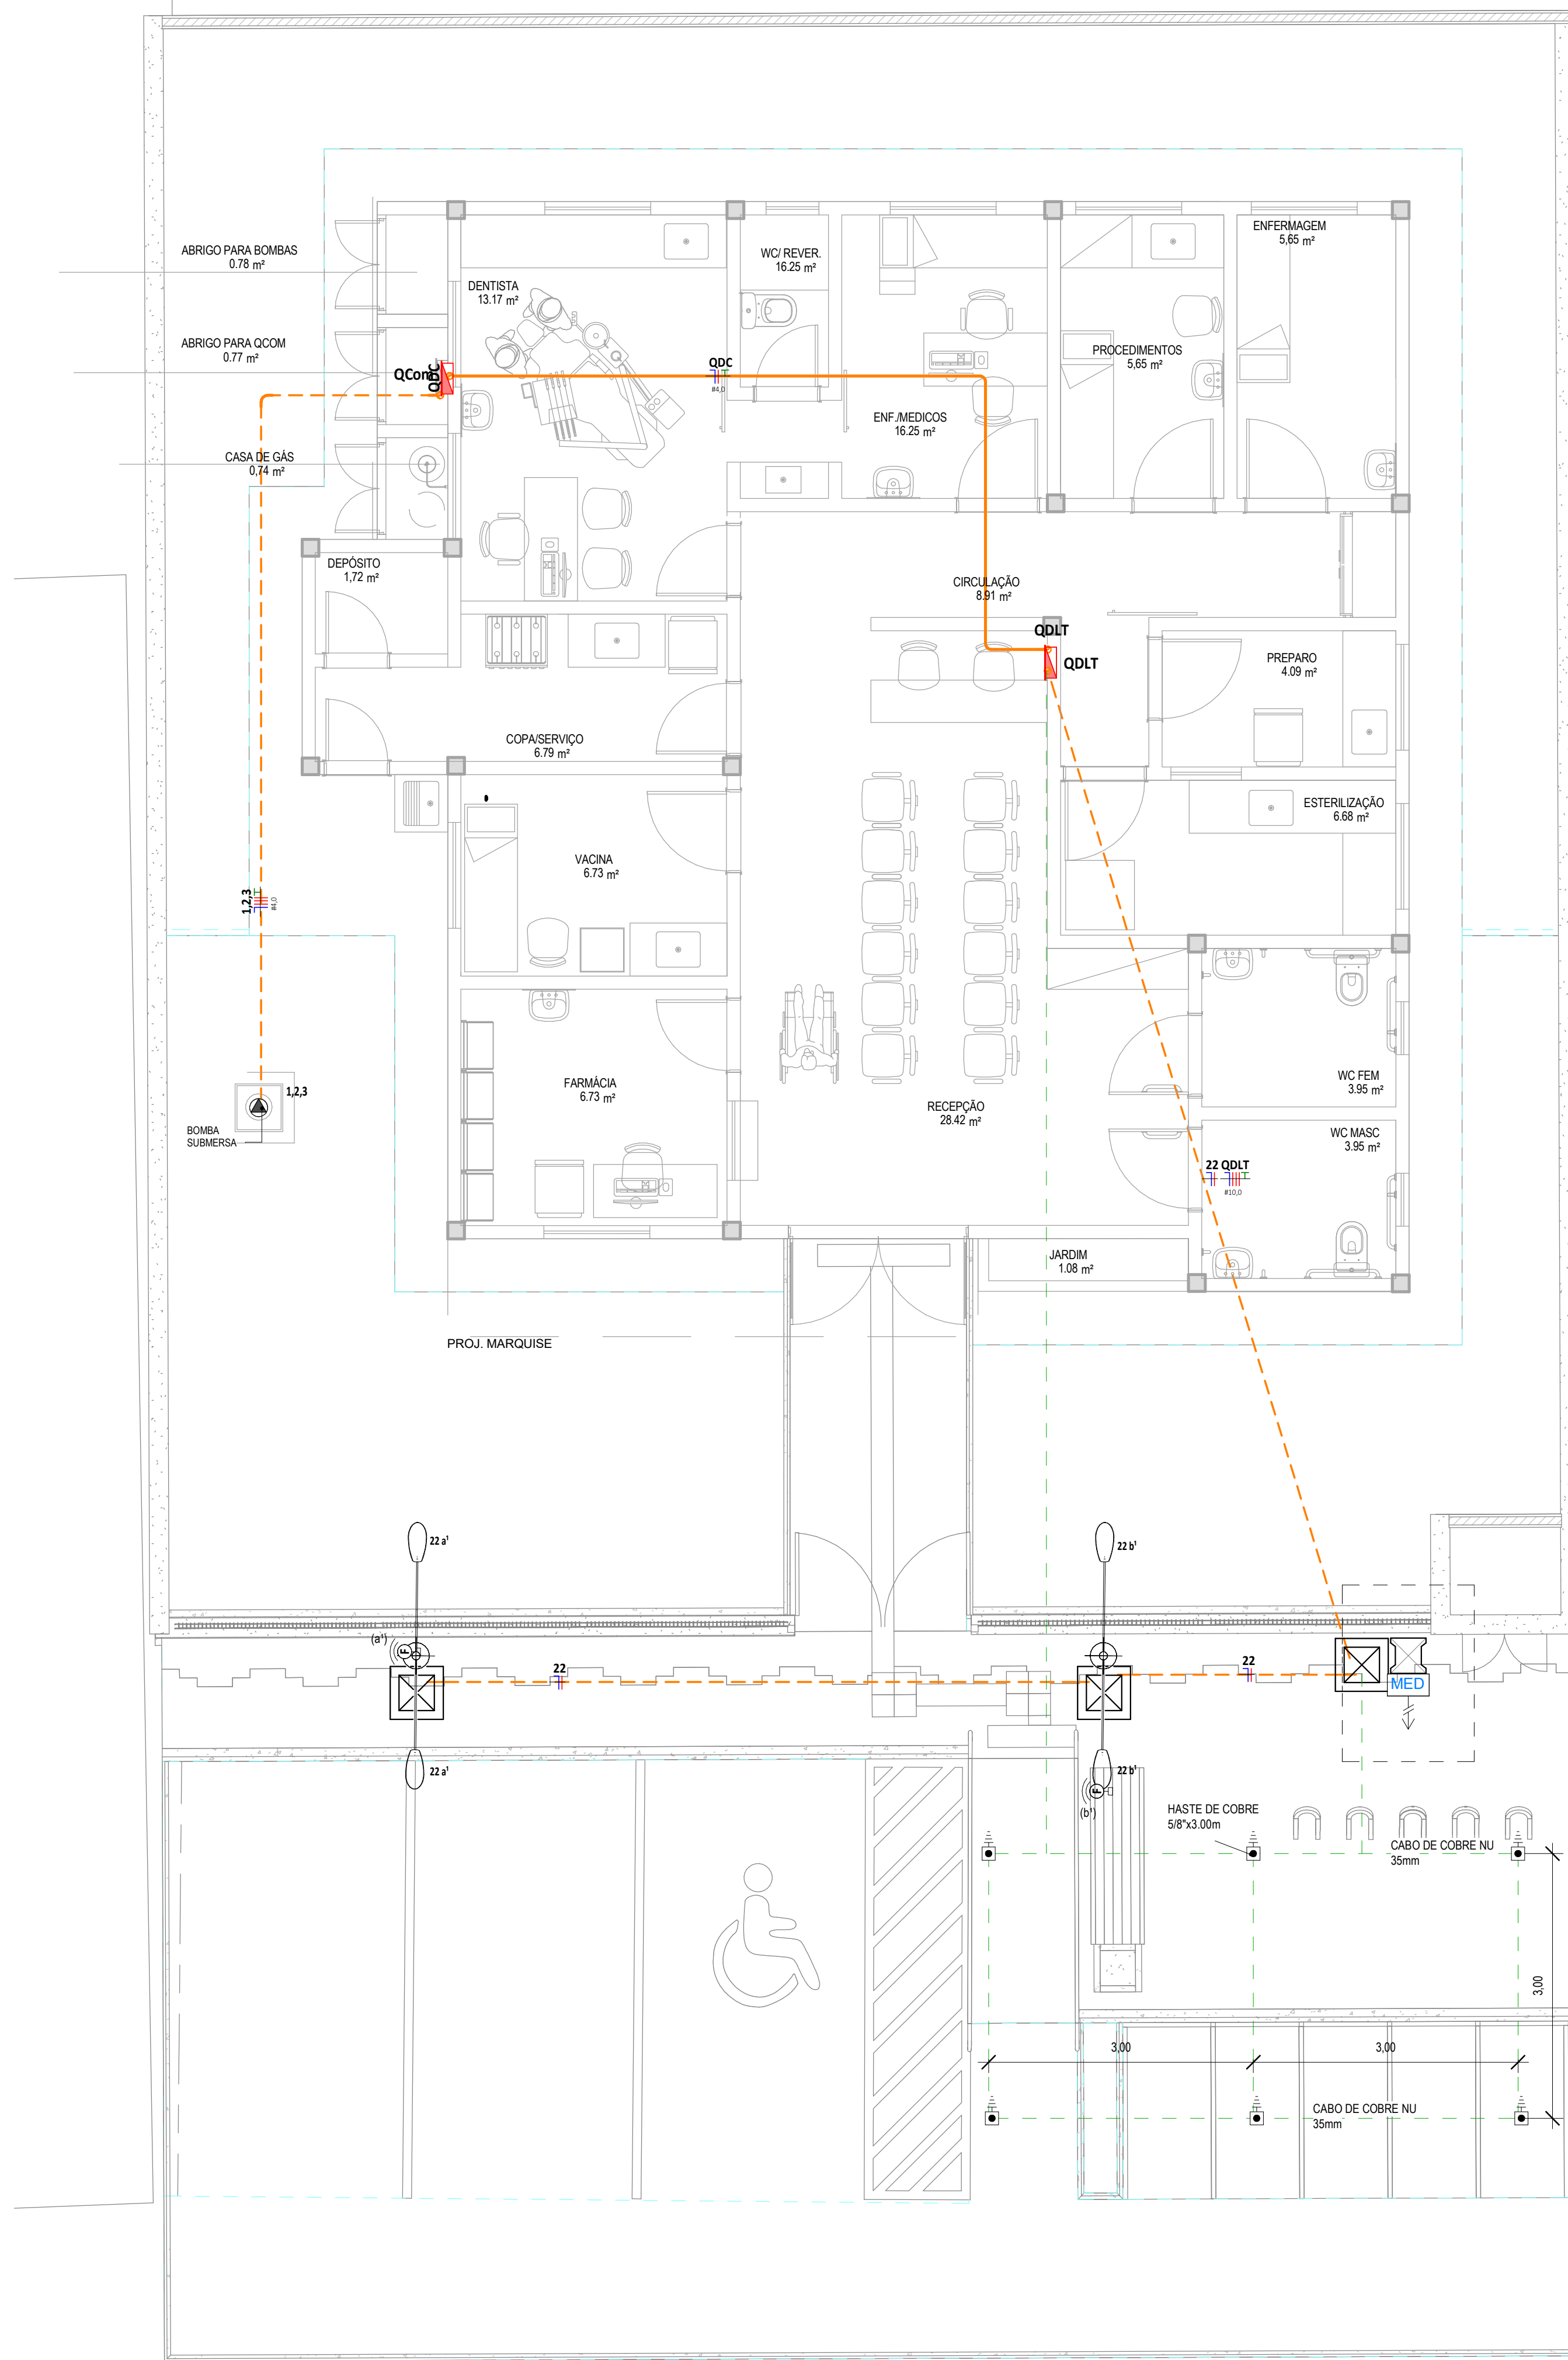 ENFERMAGEM
5,65 m²
ABRIGO PARA BOMBAS
0.78 m²
WC/ REVER.
16.25 m²
DENTISTA
13.17 m²
ABRIGO PARA QCOM
0.77 m²
PROCEDIMENTOS
5,65 m²
QDC
#4,0
QCom
QDC
ENF./MEDICOS
16.25 m²
CASA DE GÁS
0,74 m²
DEPÓSITO
1,72 m²
CIRCULAÇÃO
8.91 m²
QDLT
QDLT
PREPARO
4.09 m²
COPA/SERVIÇO
6.79 m²
ESTERILIZAÇÃO
6.68 m²
VACINA
6.73 m²
1,2,3
#4,0
FARMÁCIA
6.73 m²
WC FEM
3.95 m²
1,2,3
RECEPÇÃO
28.42 m²
BOMBA
SUBMERSA
WC MASC
3.95 m²
22 QDLT
#10,0
JARDIM
1.08 m²
PROJ. MARQUISE
22 a¹
22 b¹
(a¹)
F
22
22
MED
22 a¹
22 b¹
F
(b¹)
HASTE DE COBRE
5/8"x3.00m
CABO DE COBRE NU
35mm
3,00
3,00
3,00
CABO DE COBRE NU
35mm